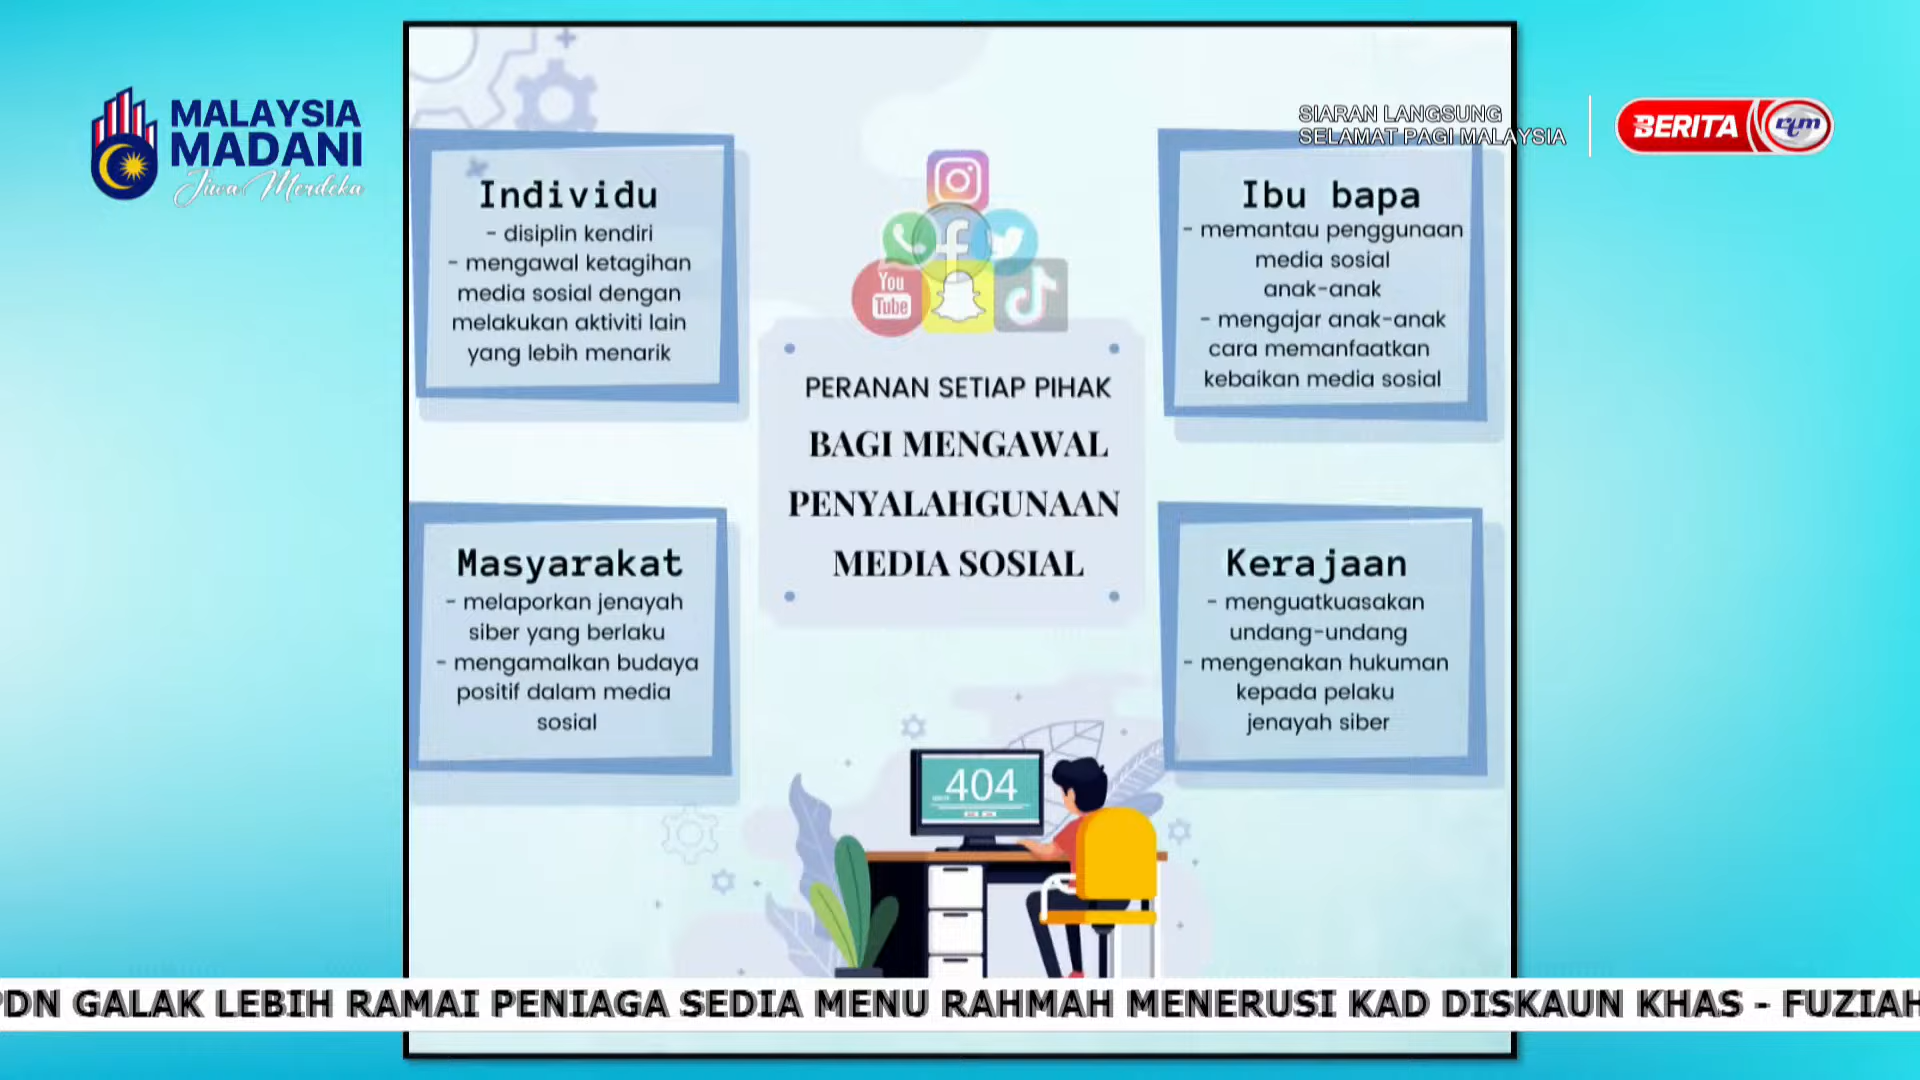 MALAYSIA
MADANI
Jiwa Merdeka
SIARAN LANGSUNG
SELAMAT PAGI MALAYSIA
BERITA rtm
Individu
- disiplin kendiri
- mengawal ketagihan
media sosial dengan
melakukan aktiviti lain
yang lebih menarik
You
Tube
PERANAN SETIAP PIHAK
BAGI MENGAWAL
PENYALAHGUNAAN
MEDIA SOSIAL
Ibu bapa
- memantau penggunaan
media sosial
anak-anak
- mengajar anak-anak
cara memanfaatkan
kebaikan media sosial
Masyarakat
- melaporkan jenayah
siber yang berlaku
- mengamalkan budaya
positif dalam media
sosial
Kerajaan
- menguatkuasakan
undang-undang
- mengenakan hukuman
kepada pelaku
jenayah siber
404
PDN GALAK LEBIH RAMAI PENIAGA SEDIA MENU RAHMAH MENERUSI KAD DISKAUN KHAS - FUZIAH